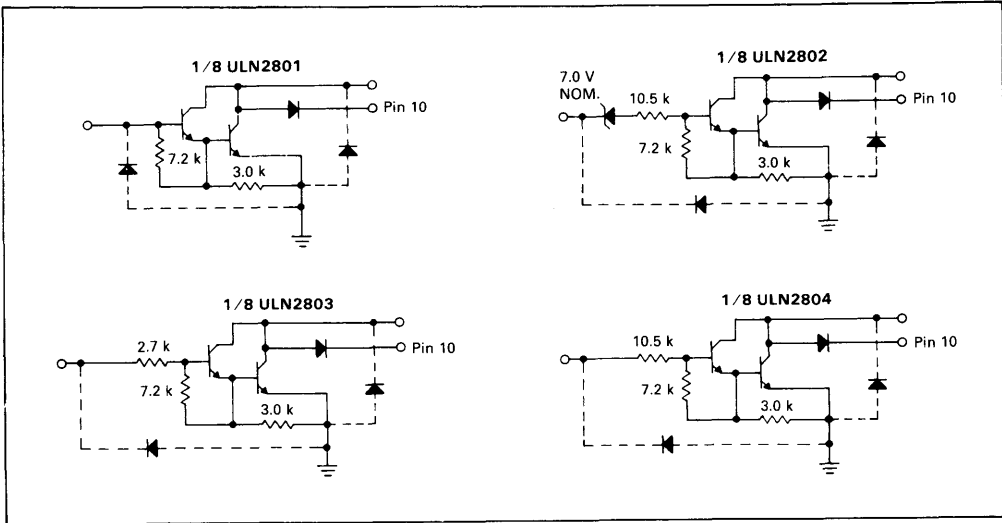 1/8 ULN2801
Pin 10
7.2 k
3.0 k
1/8 ULN2802
7.0 V
NOM.
10.5 k
Pin 10
7.2 k
3.0 k
1/8 ULN2803
2.7 k
Pin 10
7.2 k
3.0 k
1/8 ULN2804
10.5 k
Pin 10
7.2 k
3.0 k